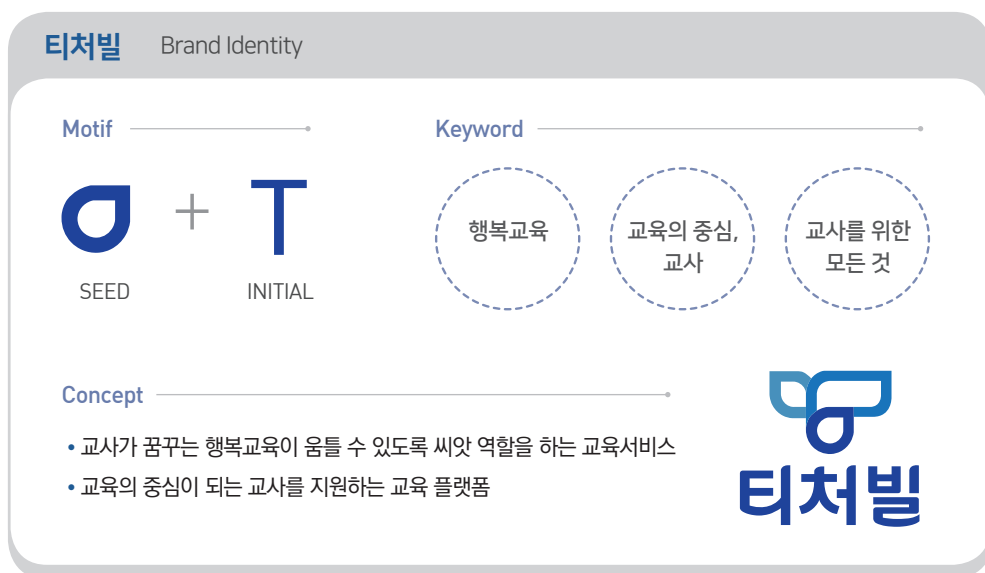 티처빌 Brand Identity
Motif
Keyword
T
SEED
INITIAL
행복교육
교육의 중심,
교사
교사를 위한
모든 것
Concept
• 교사가 꿈꾸는 행복교육이 움틀 수 있도록 씨앗 역할을 하는 교육서비스
• 교육의 중심이 되는 교사를 지원하는 교육 플랫폼
티처빌